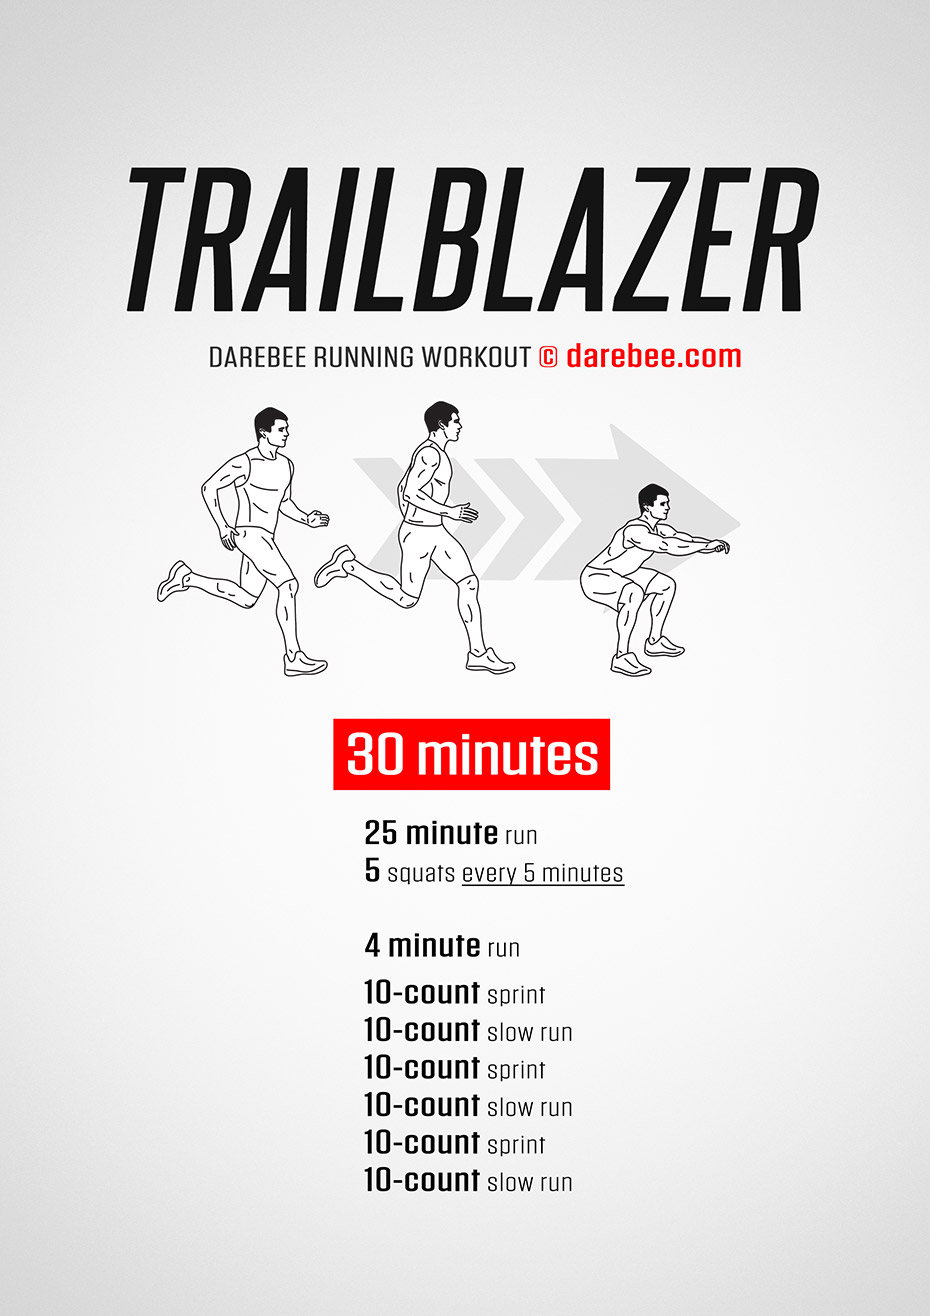 TRAILBLAZER
DAREBEE RUNNING WORKOUT © darebee.com
30 minutes
25 minute run
5 squats every 5 minutes
4 minute run
10-count sprint
10-count slow run
10-count sprint
10-count slow run
10-count sprint
10-count slow run